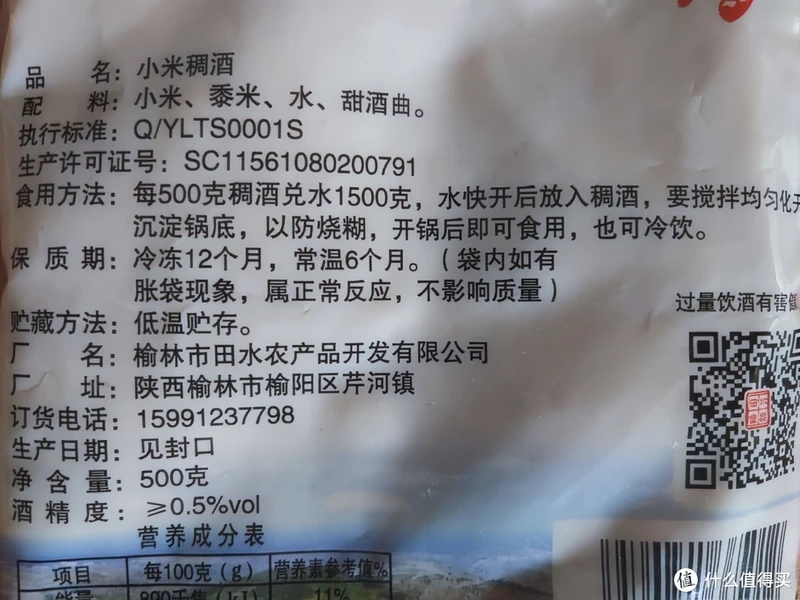 品 名：小米稠酒
配 料：小米、黍米、水、甜酒曲。
执行标准：Q/YLTS0001S
生产许可证号：SC11561080200791
食用方法：每500克稠酒兑水1500克，水快开后放入稠酒，要搅拌均匀化开
沉淀锅底，以防烧糊，开锅后即可食用，也可冷饮。
保 质 期：冷冻12个月，常温6个月。（袋内如有
胀袋现象，属正常反应，不影响质量）
过量饮酒有害健
贮藏方法：低温贮存。
厂 名：榆林市田水农产品开发有限公司
厂 址：陕西榆林市榆阳区芹河镇
订货电话：15991237798
生产日期：见封口
净 含 量：500克
酒 精 度：≥0.5%vol
营养成分表
项目 每100克（g） 营养素参考值%
能量 890千焦（kJ） 11%
值 什么值得买